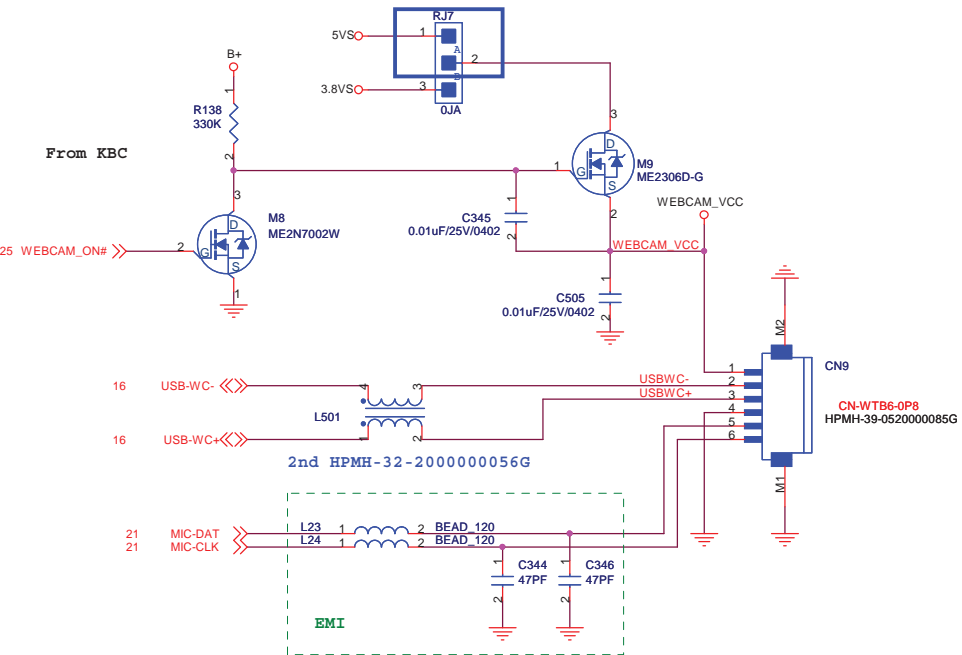 RJ7
5VS
1
A
2
B
3.8VS
3
0JA
B+
1
R138
330K
2
From KBC
3
D
1
G
S
M9
ME2306D-G
2
WEBCAM_VCC
3
M8
ME2N7002W
D
G
S
25 WEBCAM_ON#
2
1
1
C345
0.01uF/25V/0402
2
WEBCAM_VCC
1
C505
0.01uF/25V/0402
2
M2
CN9
1
2
3
4
5
6
CN-WTB6-0P8
HPMH-39-0520000085G
M1
16 USB-WC-
4
3
USBWC-
USBWC+
L501
16 USB-WC+
1
2
2nd HPMH-32-2000000056G
21 MIC-DAT
L23 1 2 BEAD_120
21 MIC-CLK
L24 1 2 BEAD_120
1
C344
47PF
2
1
C346
47PF
2
EMI